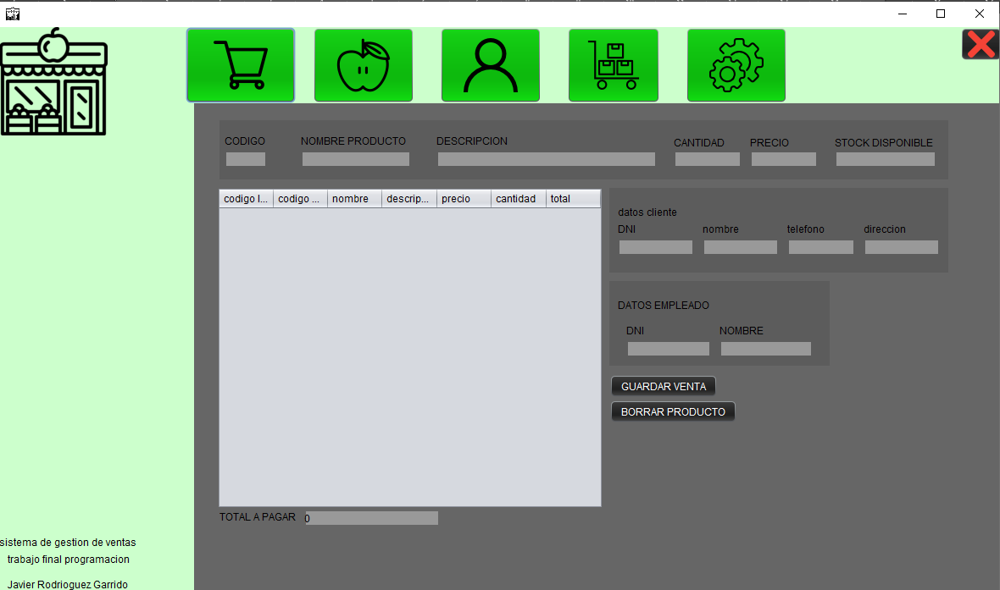 CODIGO NOMBRE PRODUCTO DESCRIPCION CANTIDAD PRECIO STOCK DISPONIBLE
codigo l... codigo ... nombre descrip... precio cantidad total
datos cliente
DNI nombre telefono direccion
DATOS EMPLEADO
DNI NOMBRE
GUARDAR VENTA
BORRAR PRODUCTO
TOTAL A PAGAR 0
sistema de gestion de ventas
trabajo final programacion
Javier Rodrioguez Garrido